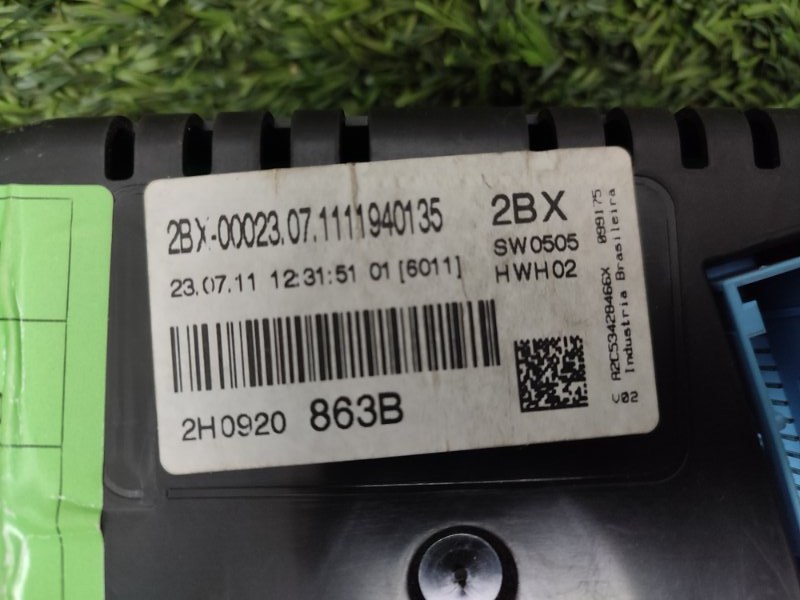 2BX-00023.07.1111940135
23.07.11 12:31:51 01 [6011]
2H0920 863B
2BX
SW0505
HWH02
V02
A2C53428466X 099175
Industria Brasileira